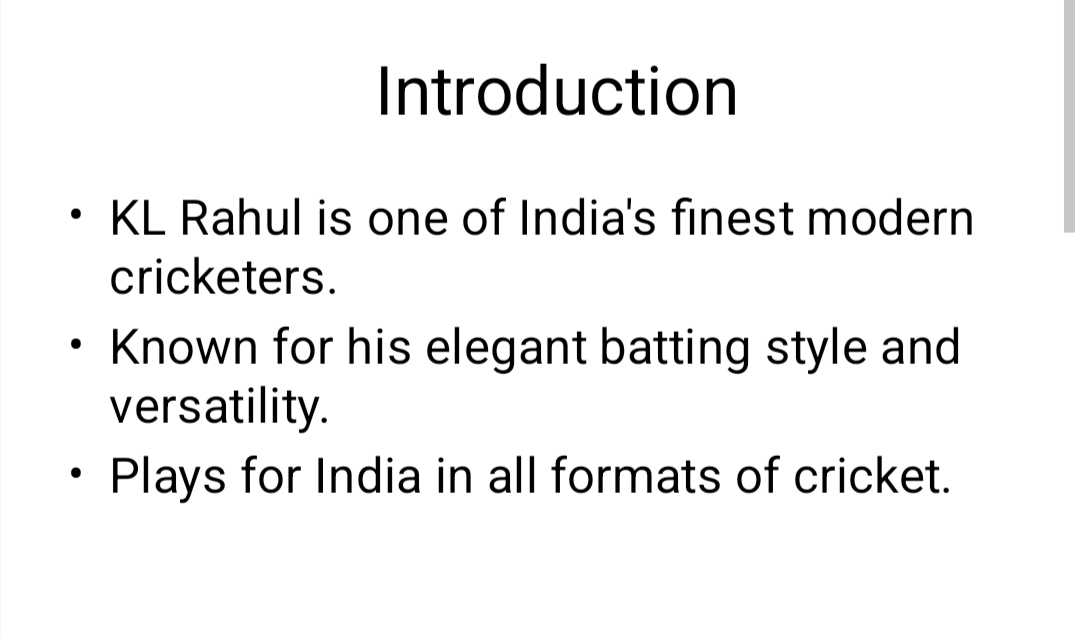 Introduction
• KL Rahul is one of India's finest modern
cricketers.
• Known for his elegant batting style and
versatility.
• Plays for India in all formats of cricket.